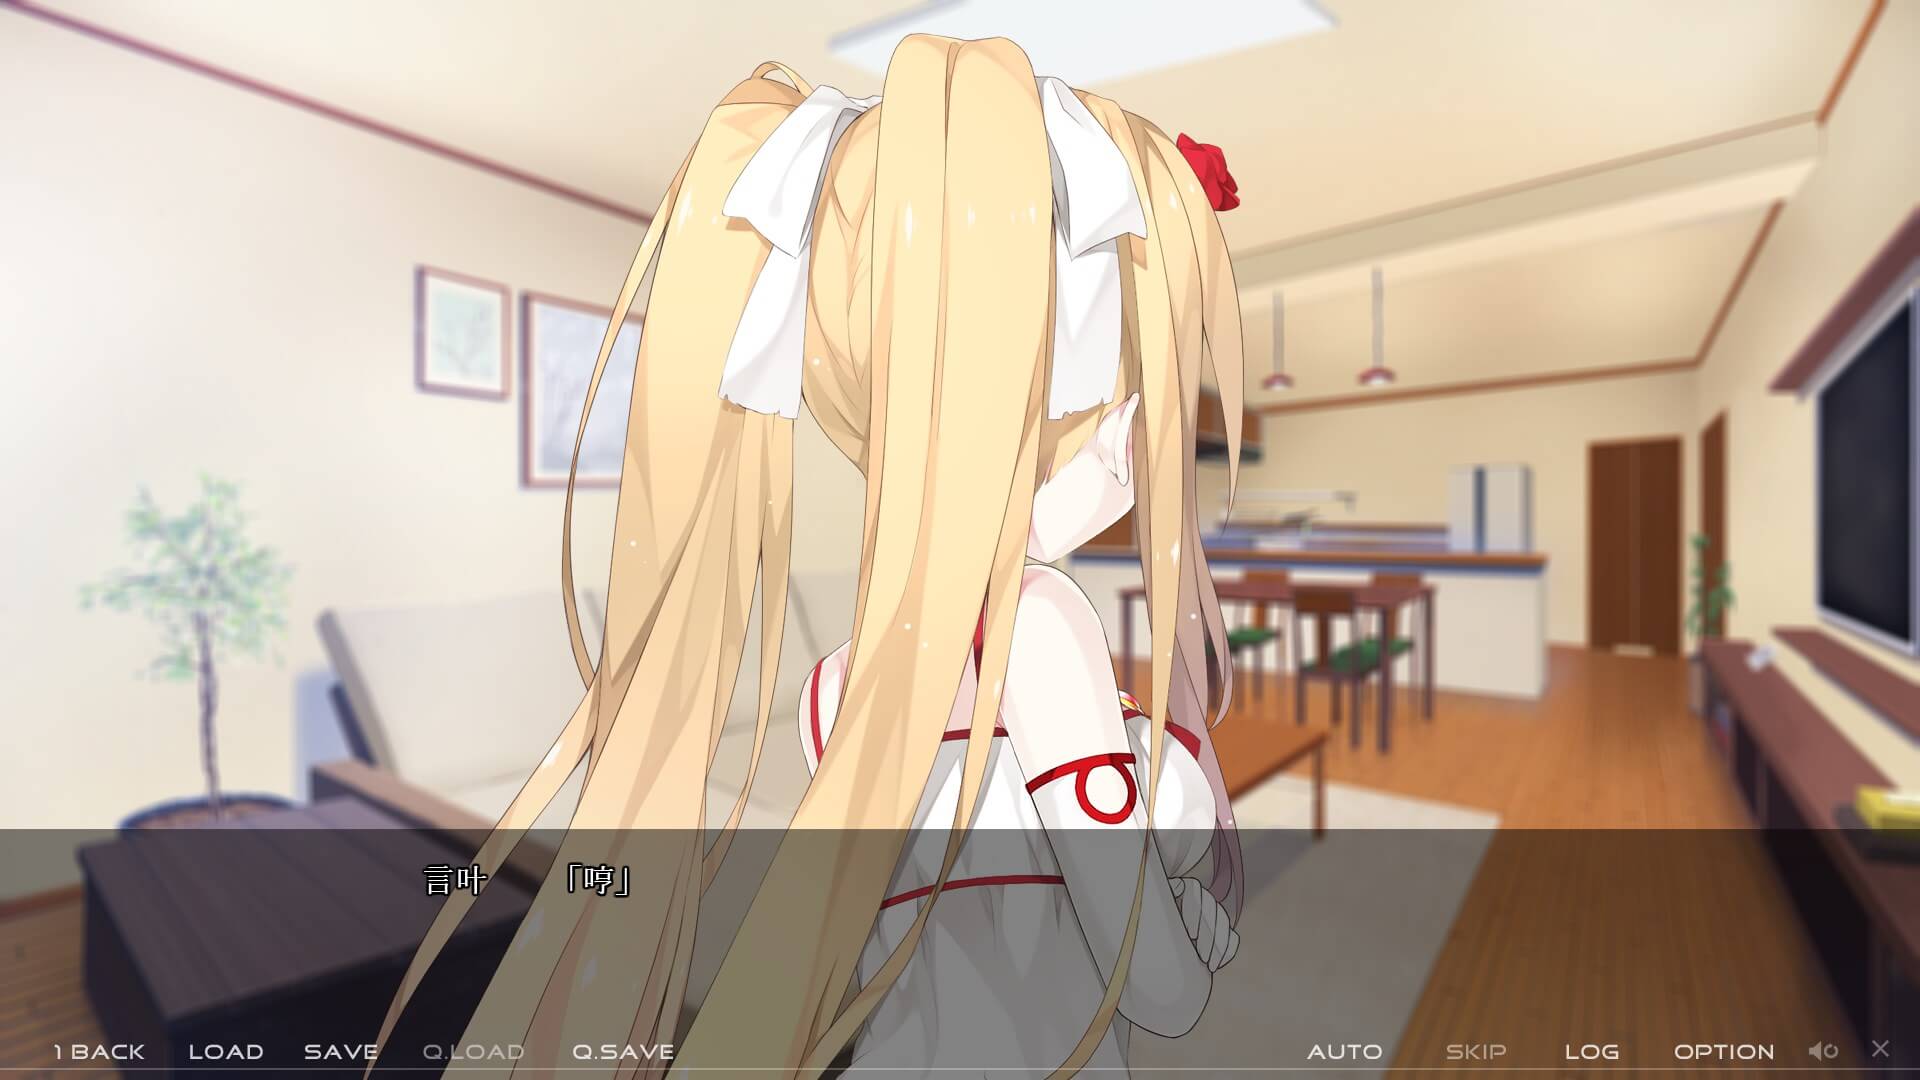 言叶 「哼」
1 BACK LOAD SAVE Q.LOAD Q.SAVE AUTO SKIP LOG OPTION